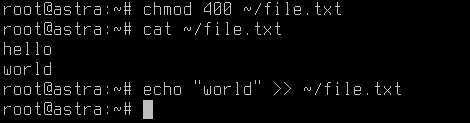 root@astra:~# chmod 400 ~/file.txt
root@astra:~# cat ~/file.txt
hello
world
root@astra:~# echo "world" >> ~/file.txt
root@astra:~#